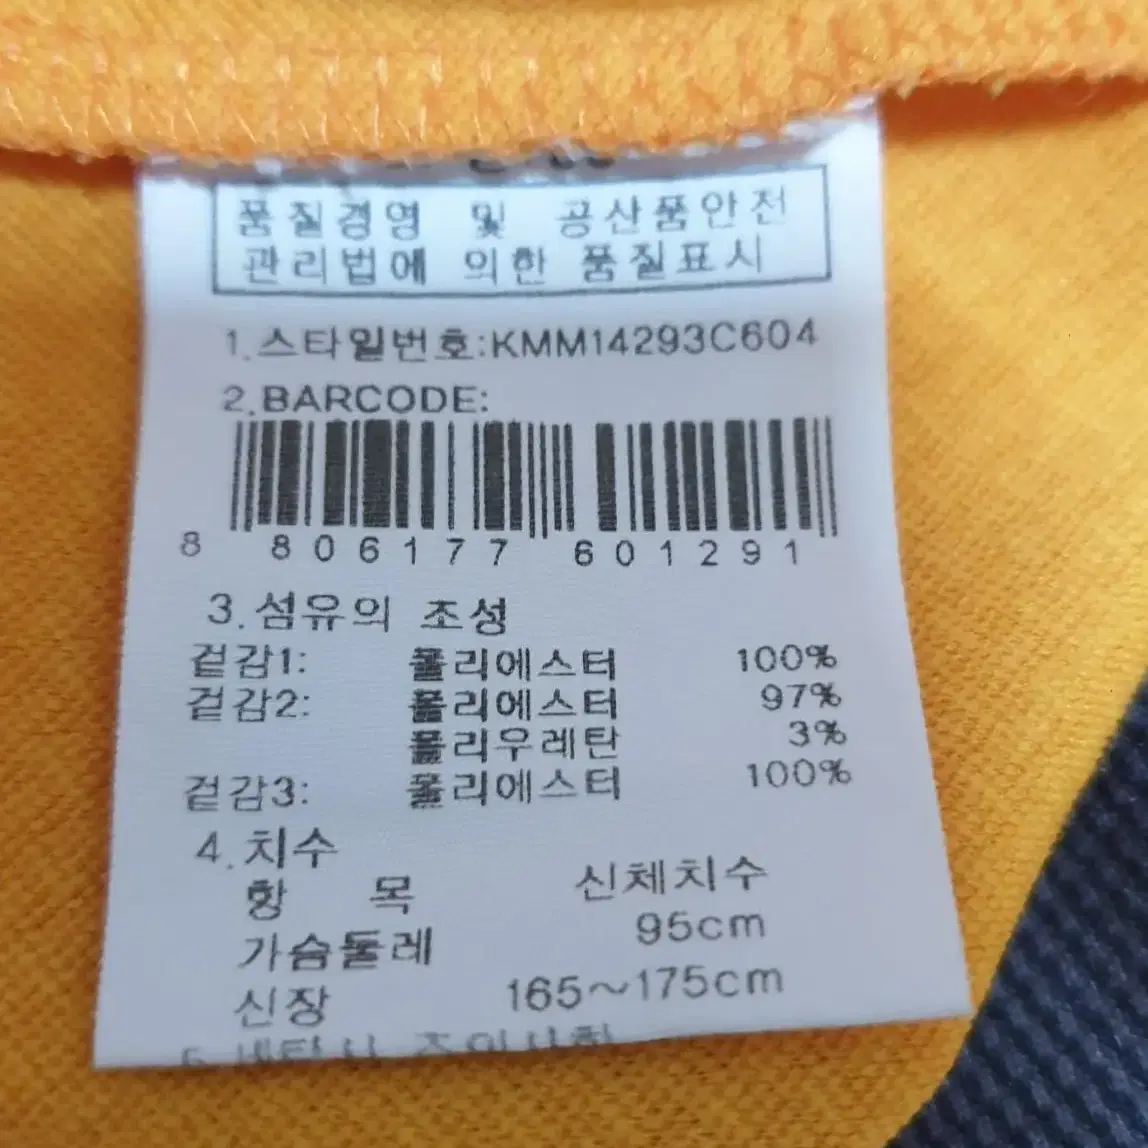 품질경영 및 공산품안전
관리법에 의한 품질표시
1.스타일번호:KMM14293C604
2.BARCODE:
8 806177 601291
3.섬유의 조성
겉감1: 폴리에스터 100%
겉감2: 폴리에스터 97%
폴리우레탄 3%
겉감3: 폴리에스터 100%
4.치수
항 목 신체치수
가슴둘레 95cm
신장 165~175cm